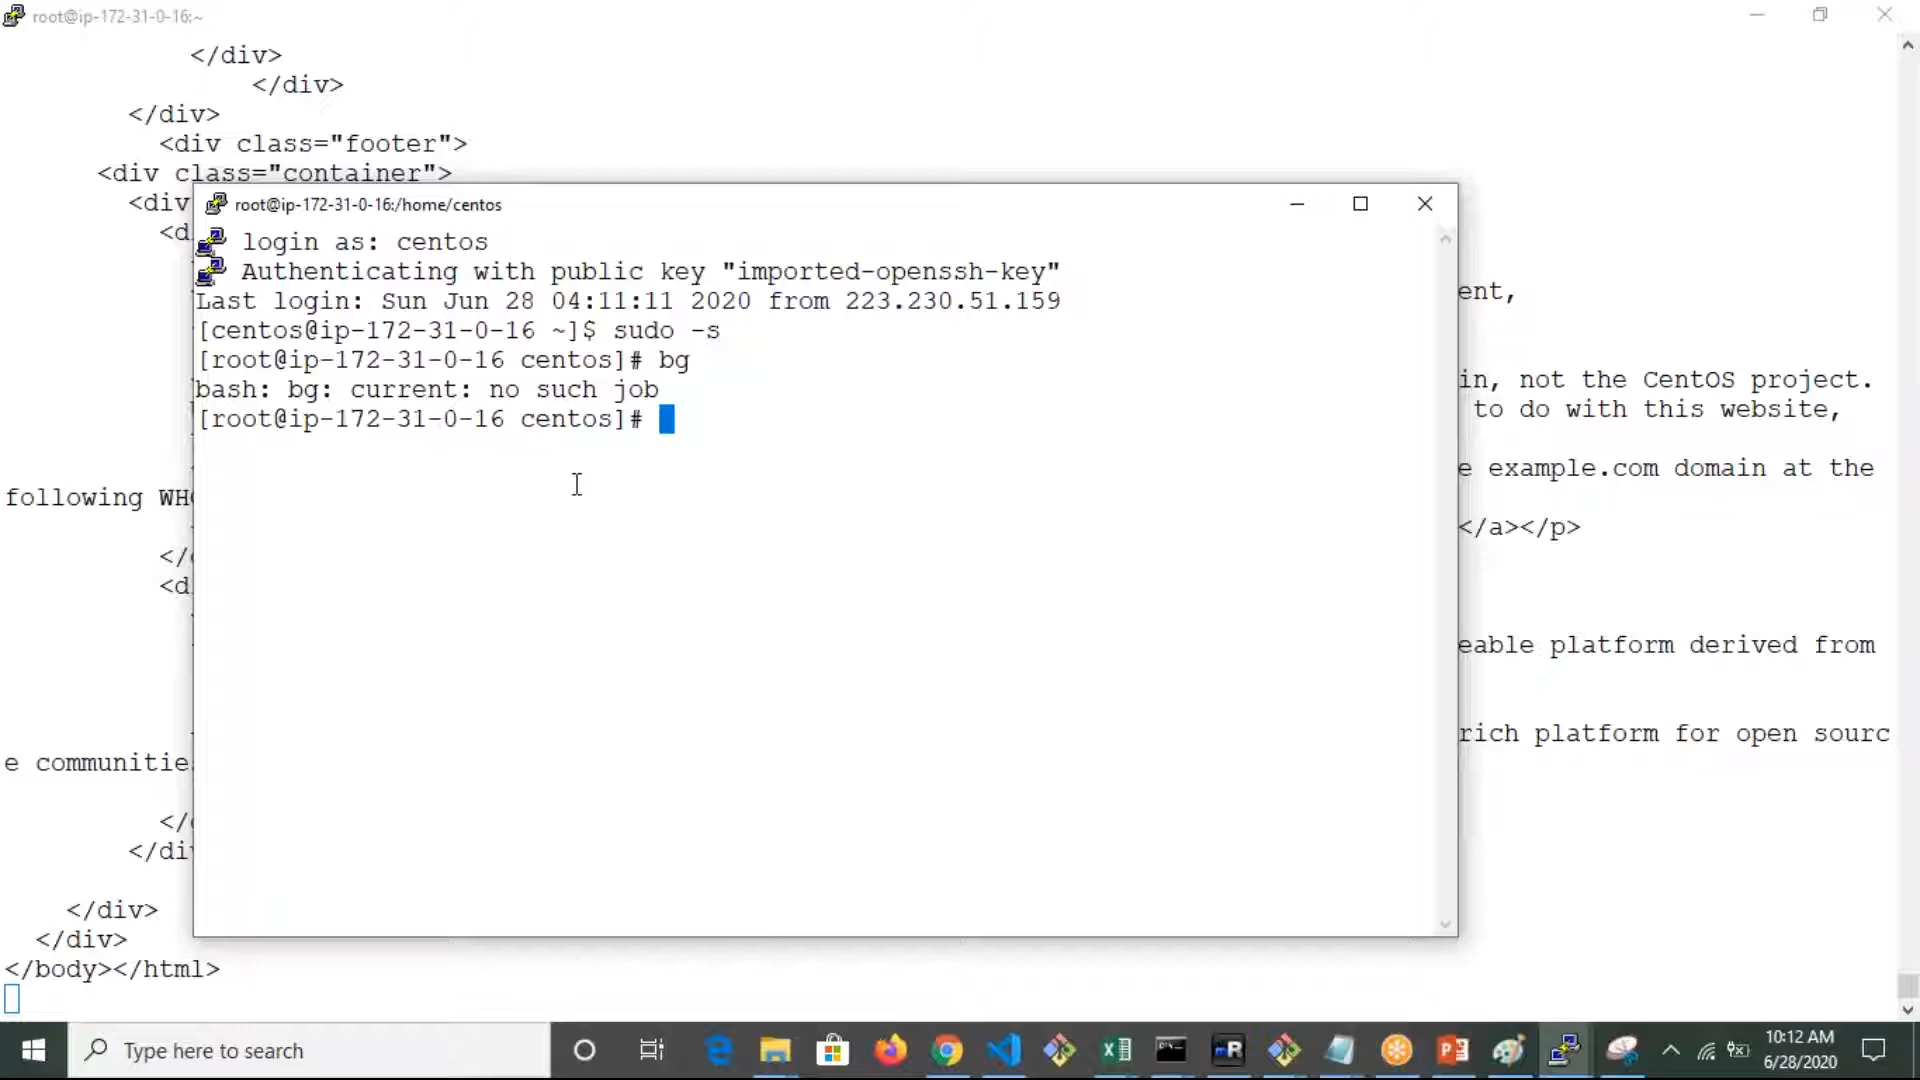 root@ip-172-31-0-16:~
</div>
</div>
</div>
<div class="footer">
<div class="container">
<div
<d
root@ip-172-31-0-16:/home/centos
login as: centos
Authenticating with public key "imported-openssh-key"
Last login: Sun Jun 28 04:11:11 2020 from 223.230.51.159
[centos@ip-172-31-0-16 ~]$ sudo -s
[root@ip-172-31-0-16 centos]# bg
bash: bg: current: no such job
[root@ip-172-31-0-16 centos]#
ent,
in, not the CentOS project.
to do with this website,
e example.com domain at the
following WHO
</a></p>
</d
<d
eable platform derived from
rich platform for open sourc
e communities
</d
</div
</div>
</div>
</body></html>
Type here to search
10:12 AM
6/28/2020